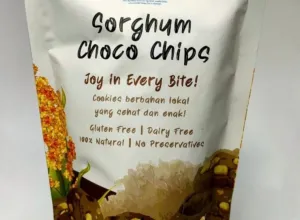 Sorghum
Choco Chips
Joy In Every Bite!
Cookies berbahan lokal
yang sehat dan enak!
Gluten Free | Dairy Free
100% Natural | No Preservatives